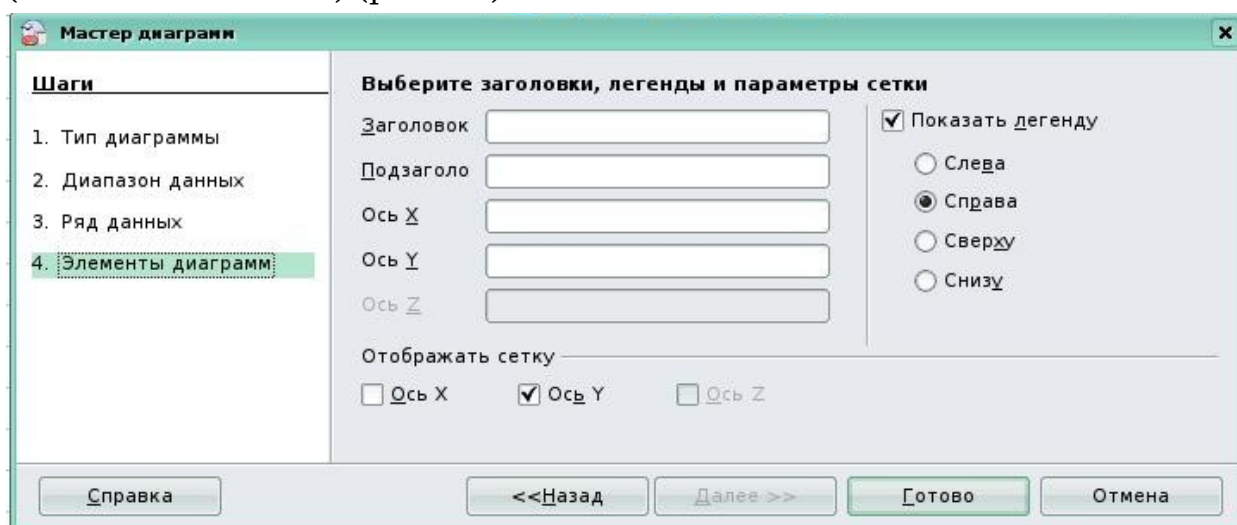 Мастер диаграмм
Шаги
1. Тип диаграммы
2. Диапазон данных
3. Ряд данных
4. Элементы диаграмм
Выберите заголовки, легенды и параметры сетки
Заголовок
Подзаголо
Ось X
Ось Y
Ось Z
Показать легенду
Слева
Справа
Сверху
Снизу
Отображать сетку
Ось X Ось Y Ось Z
Справка <<Назад Далее >> Готово Отмена